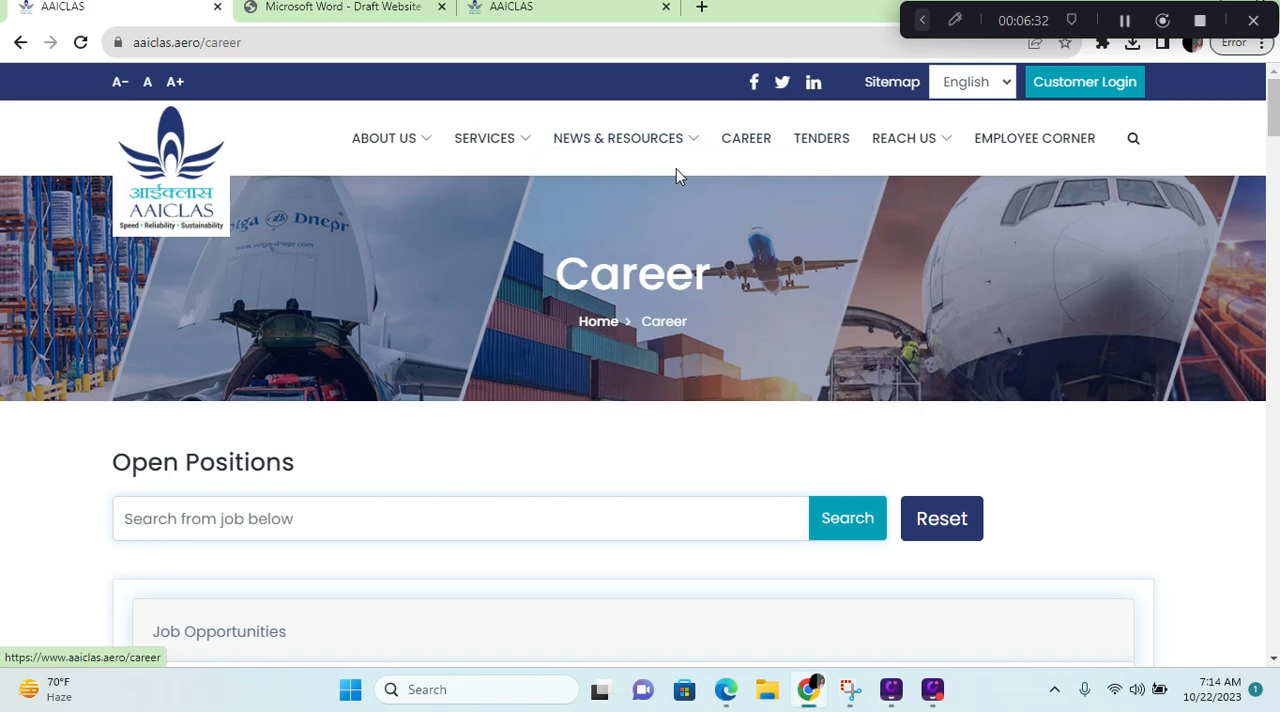 AAICLAS
Microsoft Word - Draft Website
AAICLAS
00:06:32
aaiclas.aero/career
Error
A- A A+
Sitemap
English
Customer Login
ABOUT US
SERVICES
NEWS & RESOURCES
CAREER
TENDERS
REACH US
EMPLOYEE CORNER
आईक्लास
AAICLAS
Speed • Reliability • Sustainability
Dnepr
www.voiga-dnepr.com
Career
Home > Career
Open Positions
Search from job below
Search
Reset
Job Opportunities
https://www.aaiclas.aero/career
70°F
Haze
Search
7:14 AM
10/22/2023
1